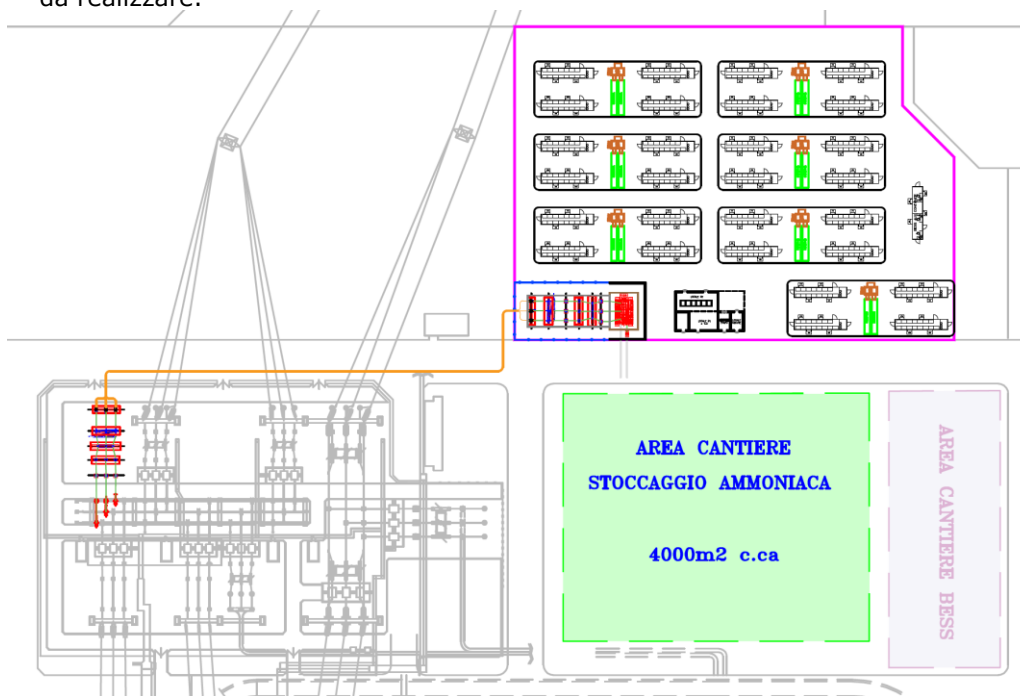 da realizzare:
AREA CANTIERE
STOCCAGGIO AMMONIACA
4000m2 c.ca
AREA CANTIERE BESS